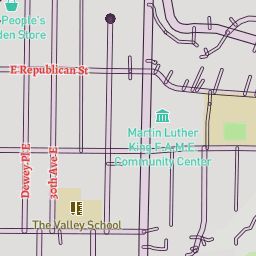 People's
den Store
E Republican St
Martin Luther
King F.A.M.E.
Community Center
Dewey Pl E
30th Ave E
The Valley School